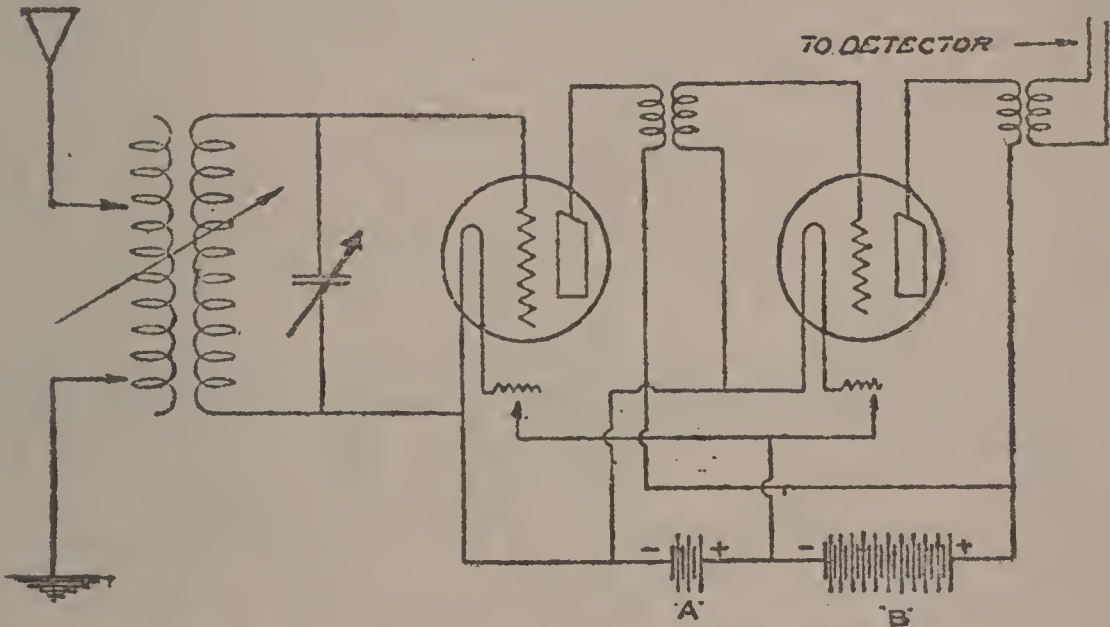 TO DETECTOR
- + - +
"A"
"B"